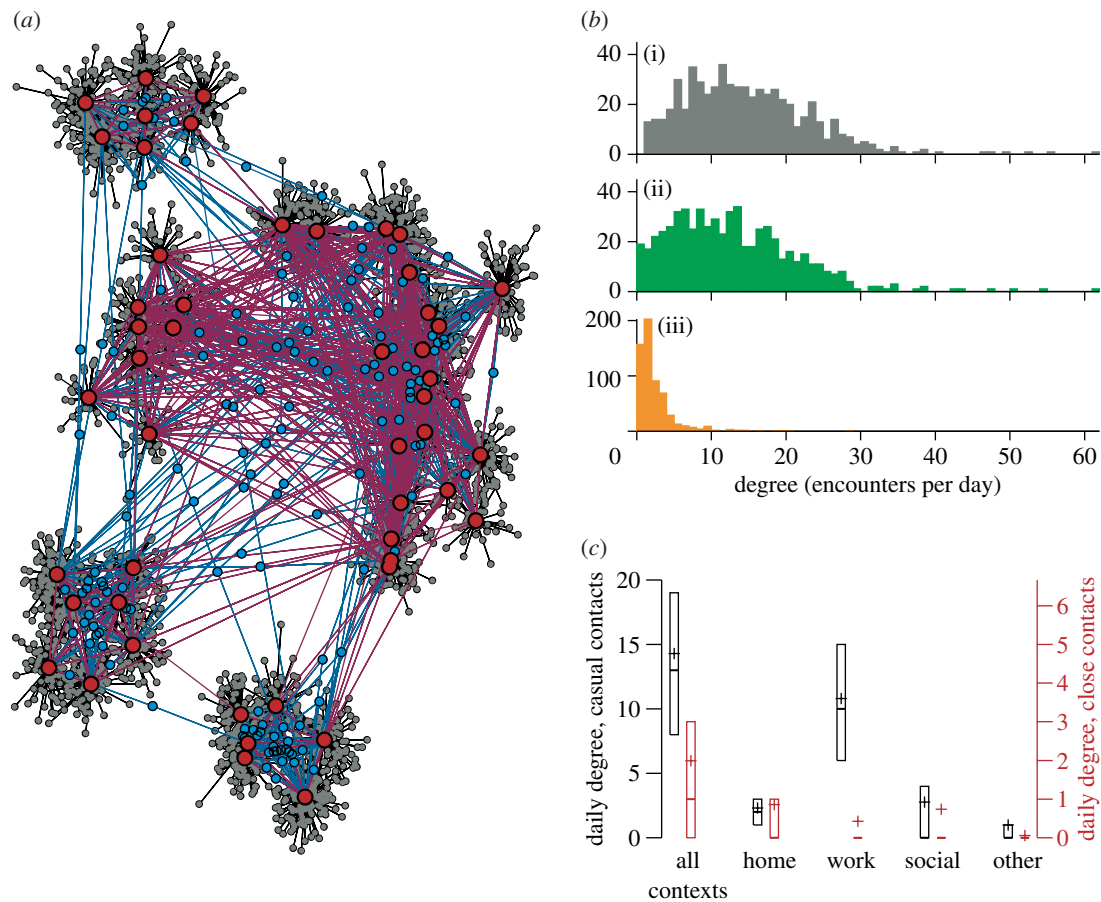 (a)
(b)
(i)
40
20
0
(ii)
40
20
0
(iii)
200
100
0 10 20 30 40 50 60
degree (encounters per day)
(c)
daily degree, casual contacts
20
15
10
5
0
6
5
4
3
2
1
0
daily degree, close contacts
all home work social other
contexts